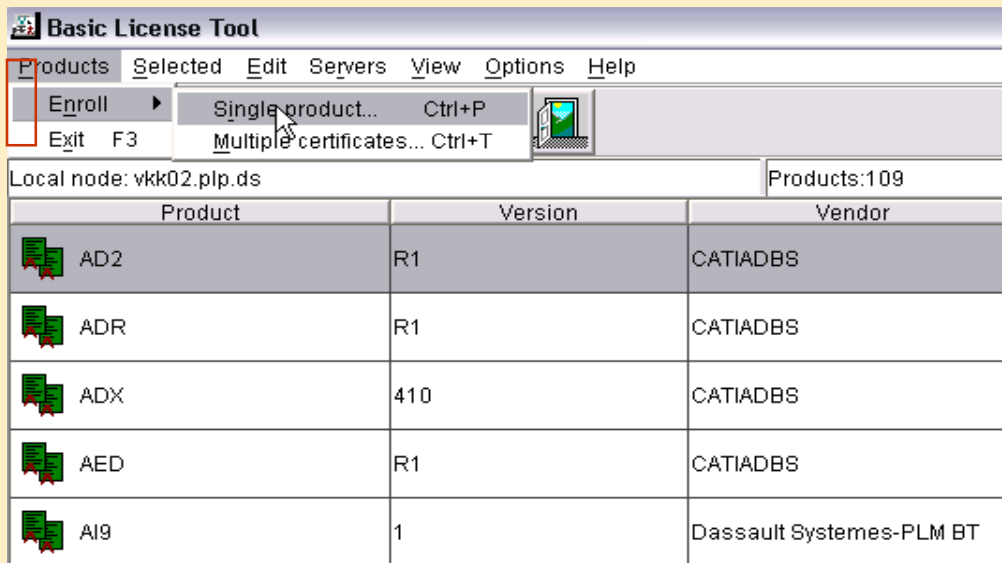 Basic License Tool
Products Selected Edit Servers View Options Help
Enroll Single product... Ctrl+P
Exit F3 Multiple certificates... Ctrl+T
Local node: vkk02.plp.ds Products:109
Product Version Vendor
AD2 R1 CATIADBS
ADR R1 CATIADBS
ADX 410 CATIADBS
AED R1 CATIADBS
AI9 1 Dassault Systemes-PLM BT